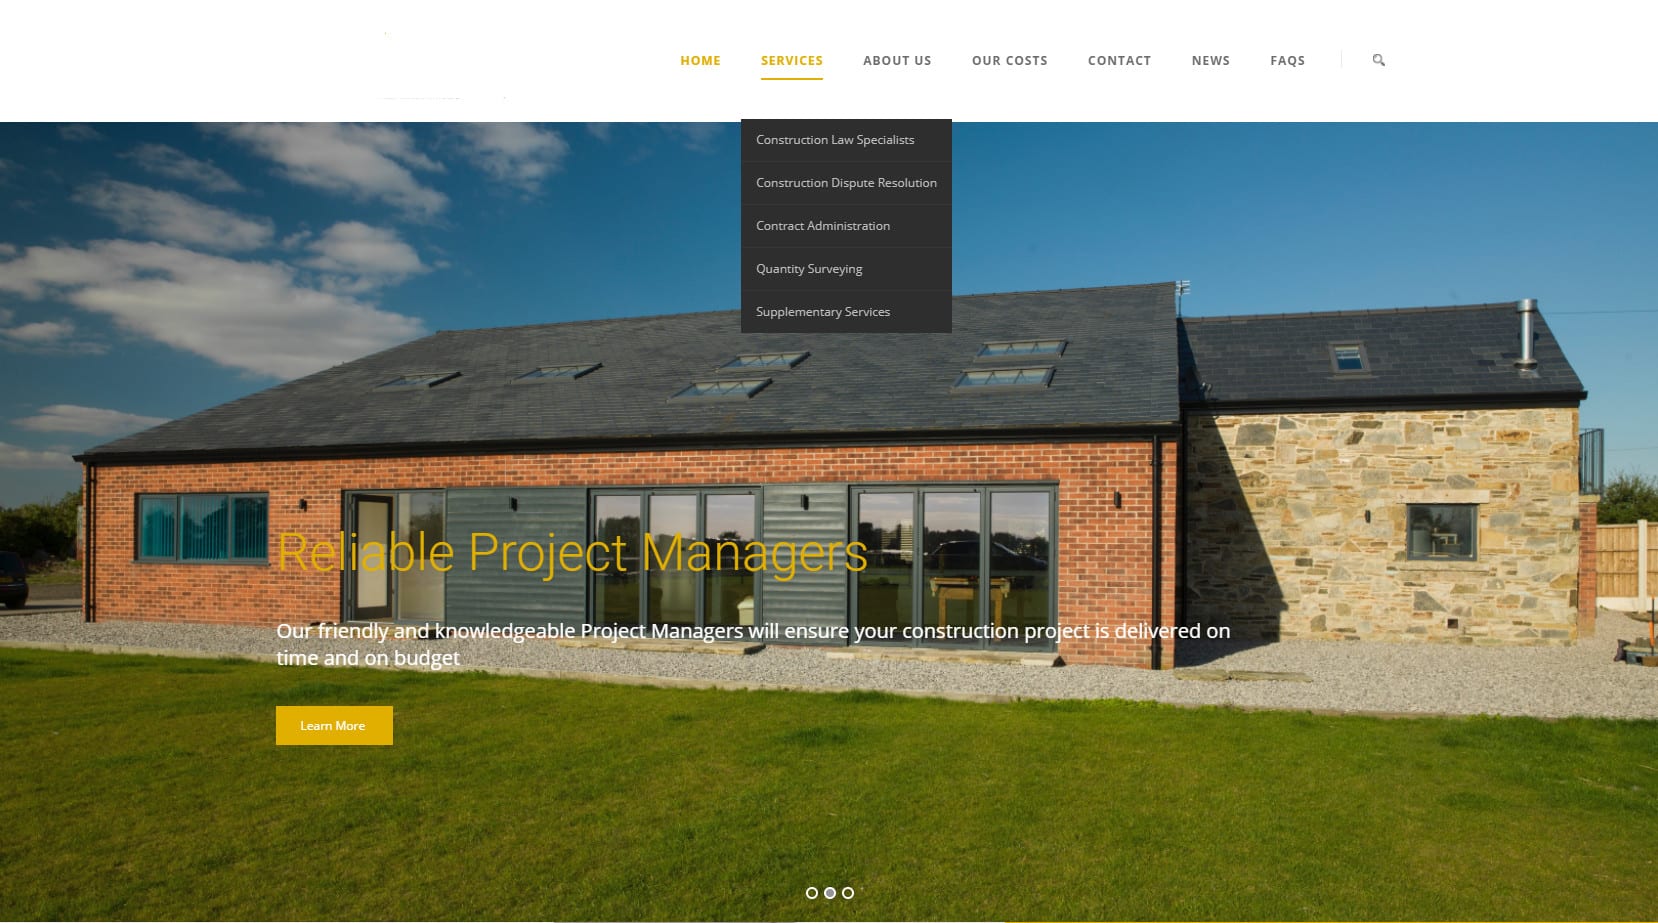 HOME
SERVICES
ABOUT US
OUR COSTS
CONTACT
NEWS
FAQS
Construction Law Specialists
Construction Dispute Resolution
Contract Administration
Quantity Surveying
Supplementary Services
Reliable Project Managers
Our friendly and knowledgeable Project Managers will ensure your construction project is delivered on
time and on budget
Learn More